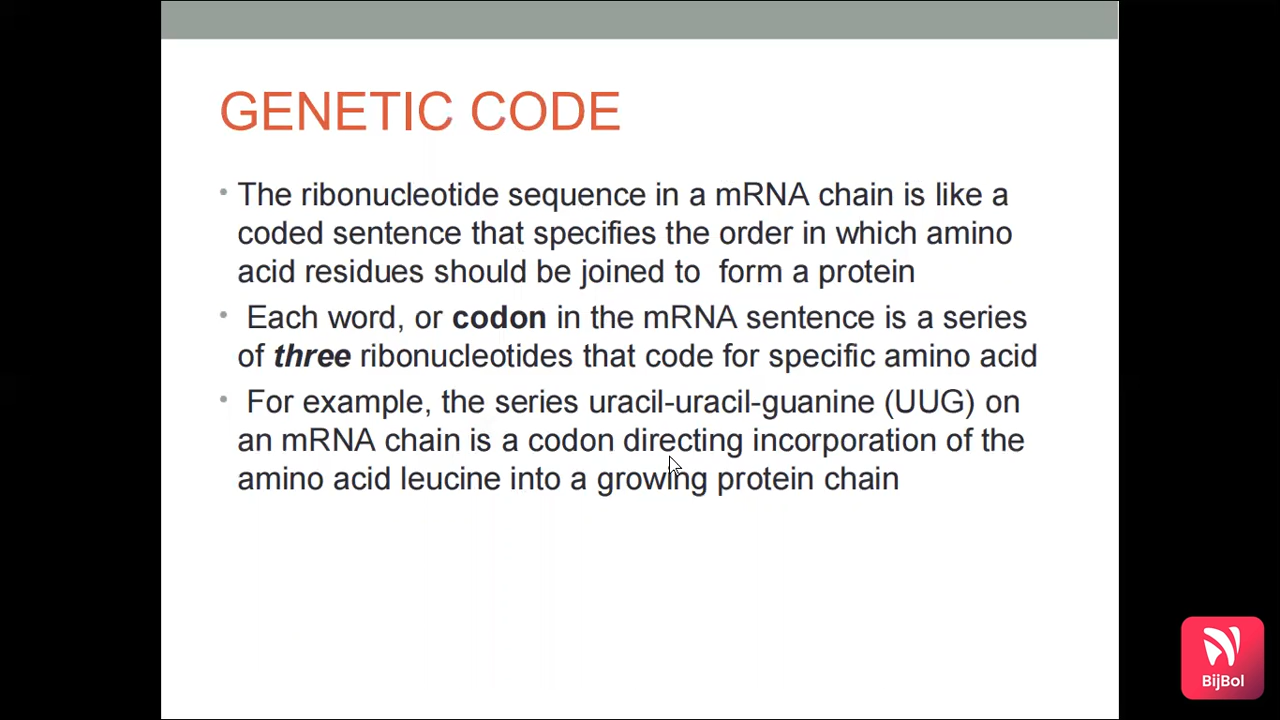 GENETIC CODE
• The ribonucleotide sequence in a mRNA chain is like a
coded sentence that specifies the order in which amino
acid residues should be joined to form a protein
• Each word, or codon in the mRNA sentence is a series
of three ribonucleotides that code for specific amino acid
• For example, the series uracil-uracil-guanine (UUG) on
an mRNA chain is a codon directing incorporation of the
amino acid leucine into a growing protein chain
BijBol